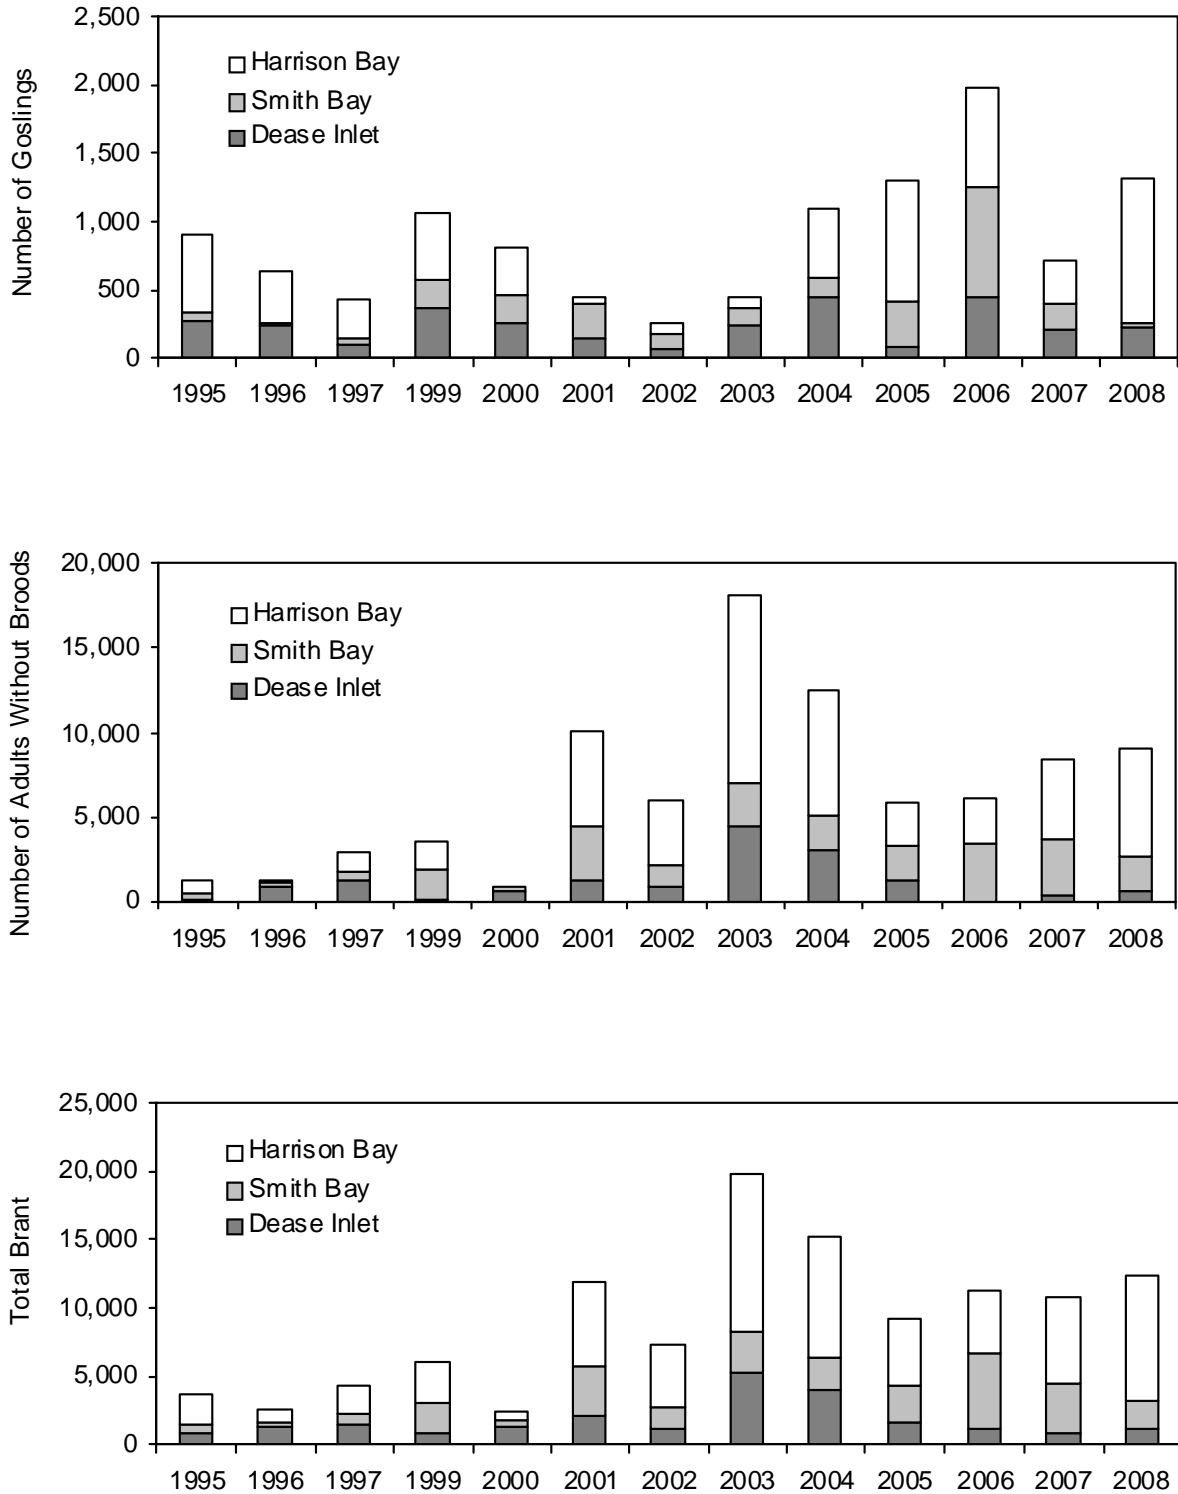 Number of Goslings
2,500
2,000
1,500
1,000
500
0
Harrison Bay
Smith Bay
Dease Inlet
1995 1996 1997 1999 2000 2001 2002 2003 2004 2005 2006 2007 2008
Number of Adults Without Broods
20,000
15,000
10,000
5,000
0
Harrison Bay
Smith Bay
Dease Inlet
1995 1996 1997 1999 2000 2001 2002 2003 2004 2005 2006 2007 2008
Total Brant
25,000
20,000
15,000
10,000
5,000
0
Harrison Bay
Smith Bay
Dease Inlet
1995 1996 1997 1999 2000 2001 2002 2003 2004 2005 2006 2007 2008